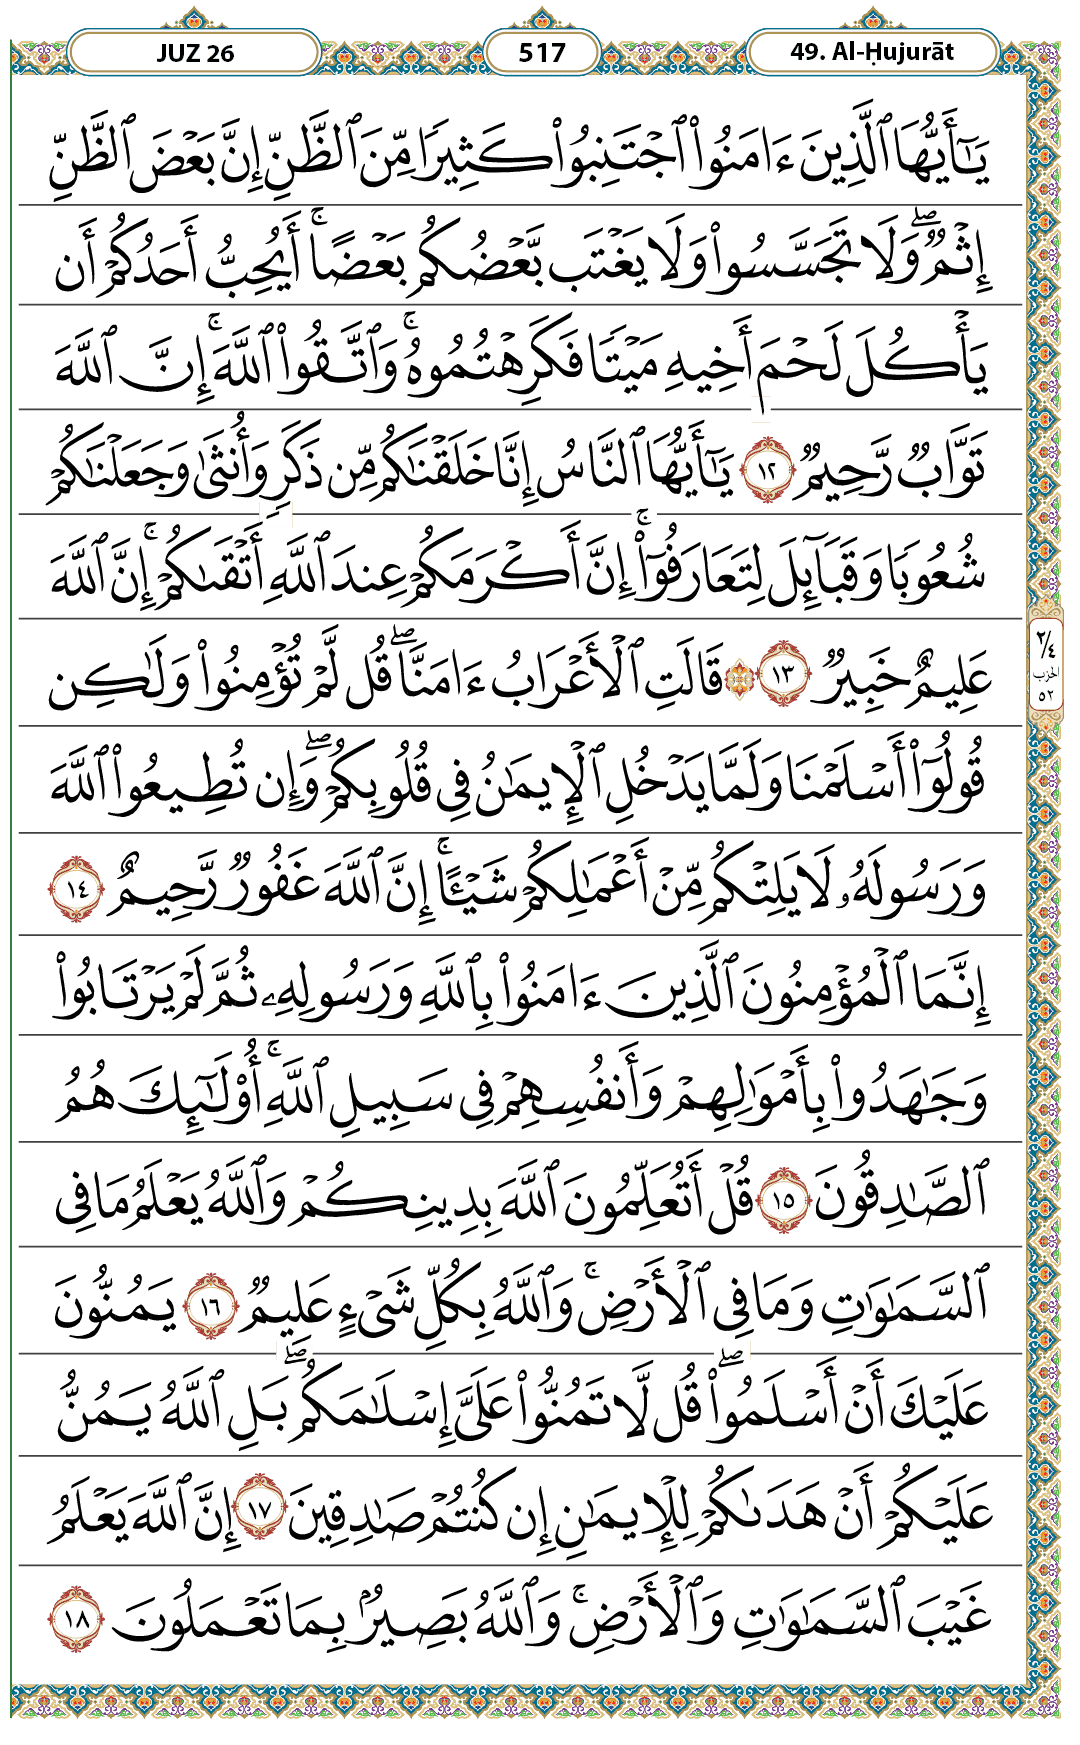 JUZ 26
517
49. Al-Ḥujurāt
يَـٰٓأَيُّهَا ٱلَّذِينَ ءَامَنُوا۟ ٱجْتَنِبُوا۟ كَثِيرًا مِّنَ ٱلظَّنِّ إِنَّ بَعْضَ ٱلظَّنِّ
إِثْمٌ ۖ وَلَا تَجَسَّسُوا۟ وَلَا يَغْتَب بَّعْضُكُم بَعْضًا ۚ أَيُحِبُّ أَحَدُكُمْ أَن
يَأْكُلَ لَحْمَ أَخِيهِ مَيْتًا فَكَرِهْتُمُوهُ ۚ وَٱتَّقُوا۟ ٱللَّهَ ۚ إِنَّ ٱللَّهَ
تَوَّابٌ رَّحِيمٌ ١٢ يَـٰٓأَيُّهَا ٱلنَّاسُ إِنَّا خَلَقْنَـٰكُم مِّن ذَكَرٍ وَأُنثَىٰ وَجَعَلْنَـٰكُمْ
شُعُوبًا وَقَبَآئِلَ لِتَعَارَفُوٓا۟ ۚ إِنَّ أَكْرَمَكُمْ عِندَ ٱللَّهِ أَتْقَىٰكُمْ ۚ إِنَّ ٱللَّهَ
عَلِيمٌ خَبِيرٌ ١٣ ۞ قَالَتِ ٱلْأَعْرَابُ ءَامَنَّا ۖ قُل لَّمْ تُؤْمِنُوا۟ وَلَـٰكِن
٢/٤
الحزب
٥٢
قُولُوٓا۟ أَسْلَمْنَا وَلَمَّا يَدْخُلِ ٱلْإِيمَـٰنُ فِى قُلُوبِكُمْ ۖ وَإِن تُطِيعُوا۟ ٱللَّهَ
وَرَسُولَهُۥ لَا يَلِتْكُم مِّنْ أَعْمَـٰلِكُمْ شَيْـًٔا ۚ إِنَّ ٱللَّهَ غَفُورٌ رَّحِيمٌ ١٤
إِنَّمَا ٱلْمُؤْمِنُونَ ٱلَّذِينَ ءَامَنُوا۟ بِٱللَّهِ وَرَسُولِهِۦ ثُمَّ لَمْ يَرْتَابُوا۟
وَجَـٰهَدُوا۟ بِأَمْوَٰلِهِمْ وَأَنفُسِهِمْ فِى سَبِيلِ ٱللَّهِ ۚ أُو۟لَـٰٓئِكَ هُمُ
ٱلصَّـٰدِقُونَ ١٥ قُلْ أَتُعَلِّمُونَ ٱللَّهَ بِدِينِكُمْ وَٱللَّهُ يَعْلَمُ مَا فِى
ٱلسَّمَـٰوَٰتِ وَمَا فِى ٱلْأَرْضِ ۚ وَٱللَّهُ بِكُلِّ شَىْءٍ عَلِيمٌ ١٦ يَمُنُّونَ
عَلَيْكَ أَنْ أَسْلَمُوا۟ ۖ قُل لَّا تَمُنُّوا۟ عَلَىَّ إِسْلَـٰمَكُم ۖ بَلِ ٱللَّهُ يَمُنُّ
عَلَيْكُمْ أَنْ هَدَىٰكُمْ لِلْإِيمَـٰنِ إِن كُنتُمْ صَـٰدِقِينَ ١٧ إِنَّ ٱللَّهَ يَعْلَمُ
غَيْبَ ٱلسَّمَـٰوَٰتِ وَٱلْأَرْضِ ۚ وَٱللَّهُ بَصِيرٌۢ بِمَا تَعْمَلُونَ ١٨